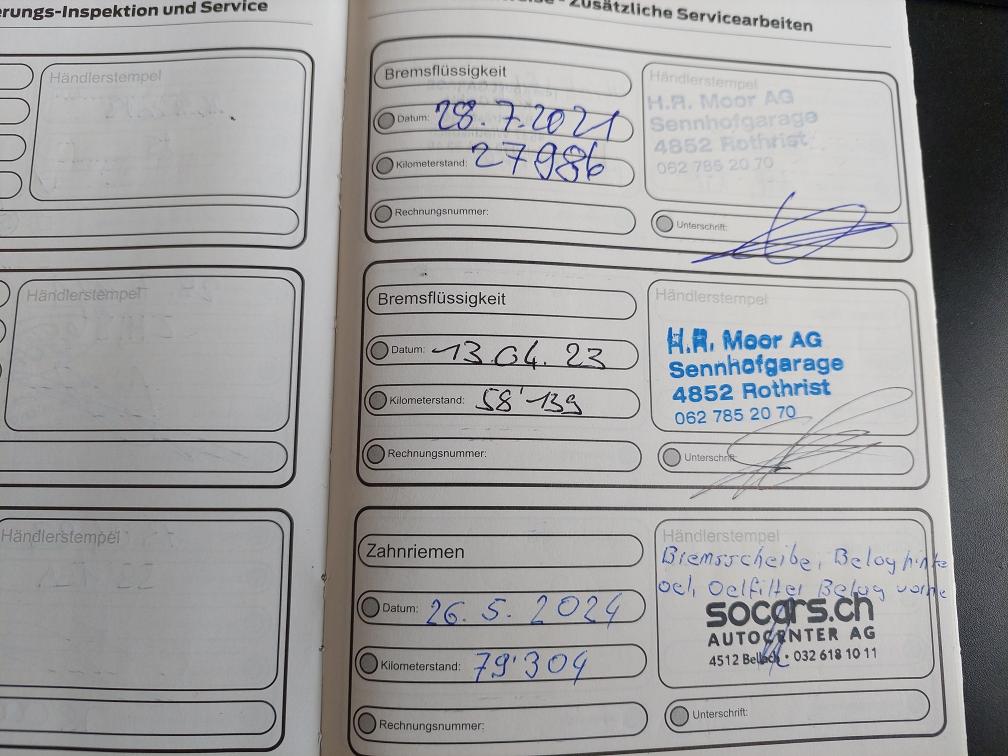 erungs-Inspektion und Service
Händlerstempel
Händlerstempel
Händlerstempel
- Zusätzliche Servicearbeiten
Bremsflüssigkeit
Datum: 28.7.2021
Kilometerstand: 27986
Rechnungsnummer:
Händlerstempel
H.R. Moor AG
Sennhofgarage
4852 Rothrist
062 785 20 70
Unterschrift:
Bremsflüssigkeit
Datum: 13.04.23
Kilometerstand: 58'139
Rechnungsnummer:
Händlerstempel
H.R. Moor AG
Sennhofgarage
4852 Rothrist
062 785 20 70
Unterschrift:
Zahnriemen
Datum: 26.5.2024
Kilometerstand: 79'304
Rechnungsnummer:
Händlerstempel
Bremsscheibe, Belag hinte
oel, Oelfilter Belag vorne
socars.ch
AUTOCENTER AG
4512 Bellach · 032 618 10 11
Unterschrift: